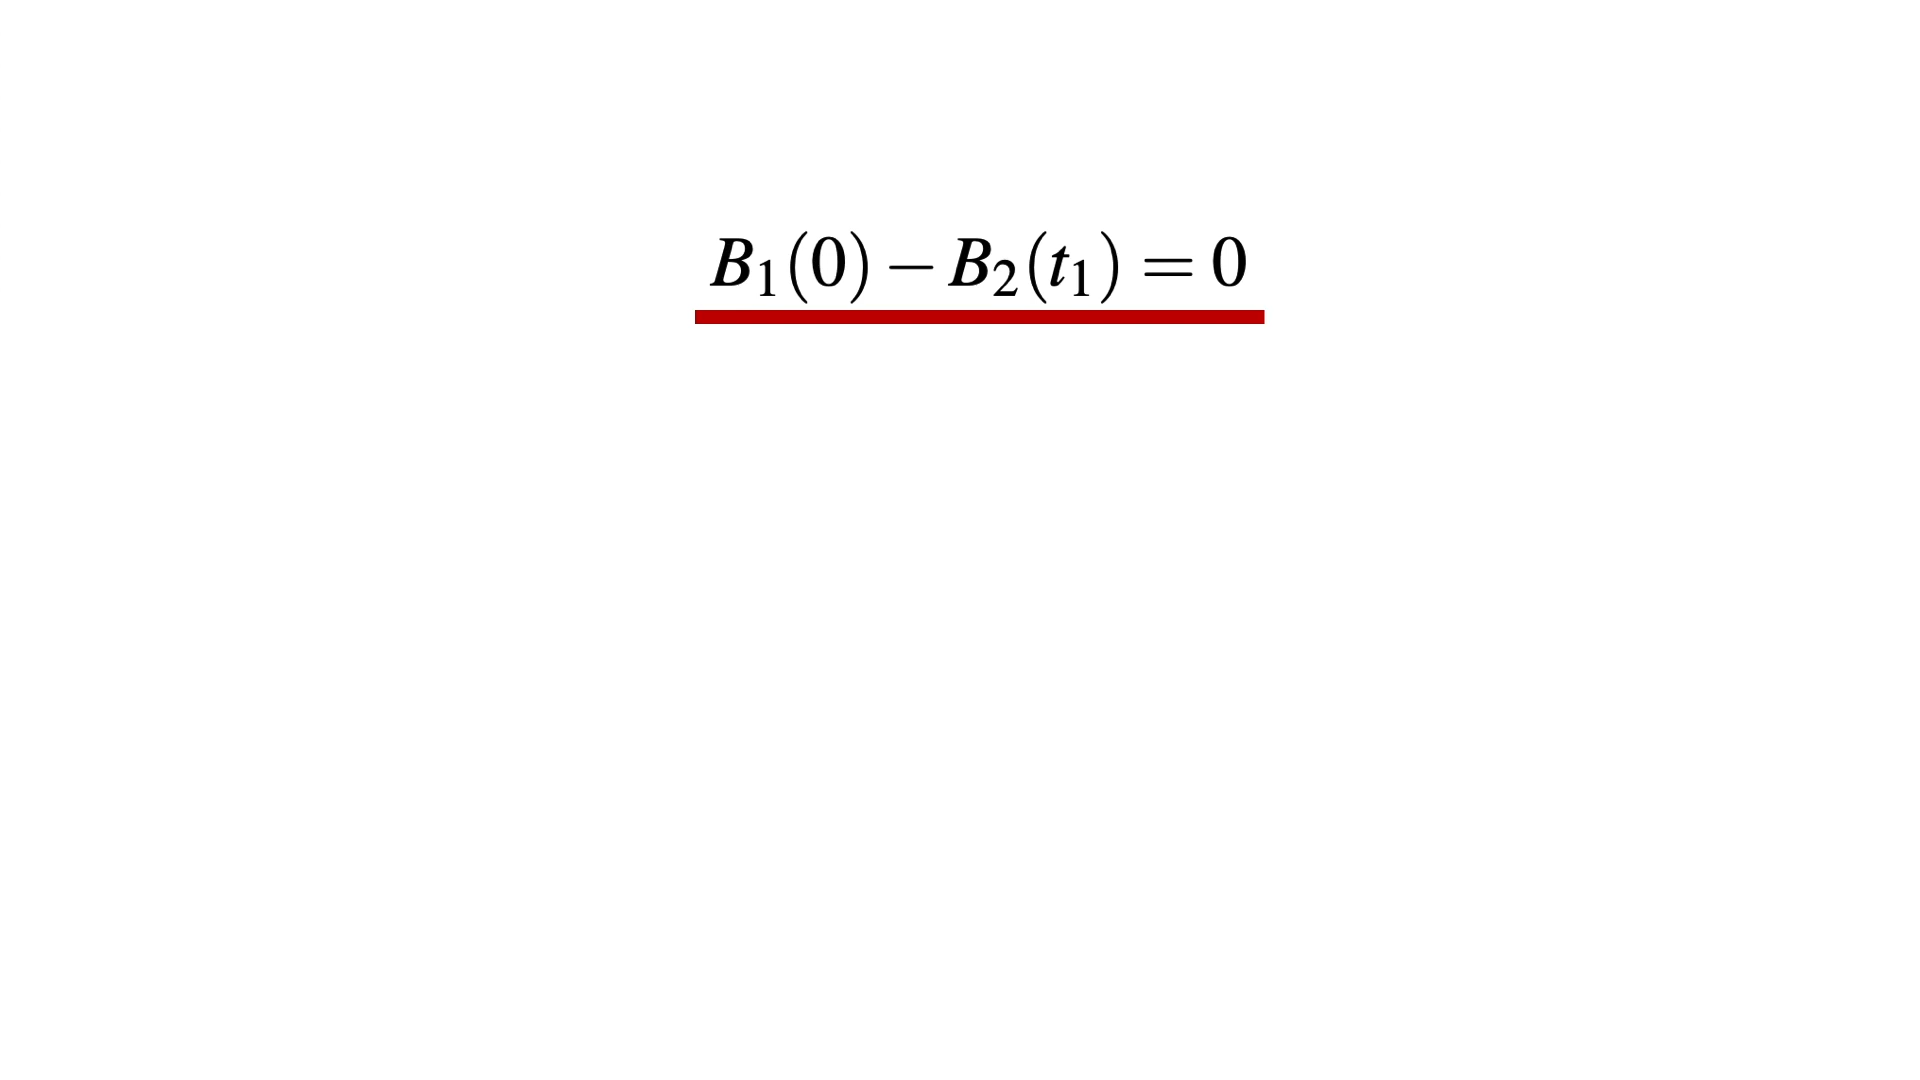 B₁(0) − B₂(t₁) = 0